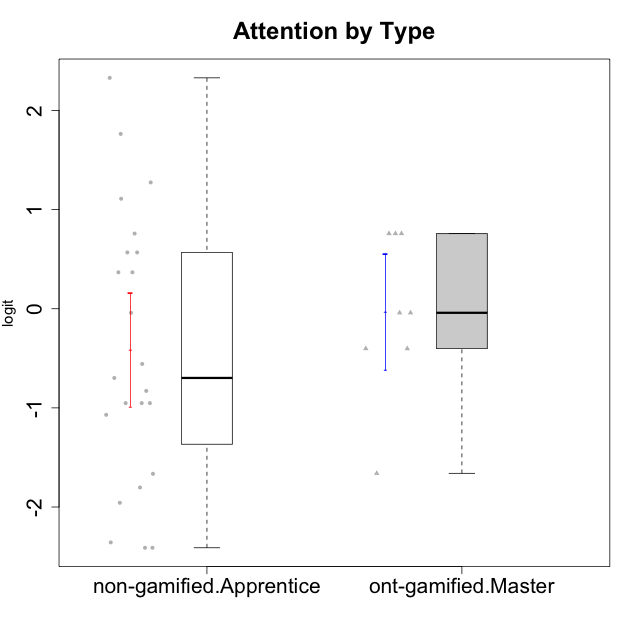 Attention by Type
2
1
0
-1
-2
logit
non-gamified.Apprentice
ont-gamified.Master